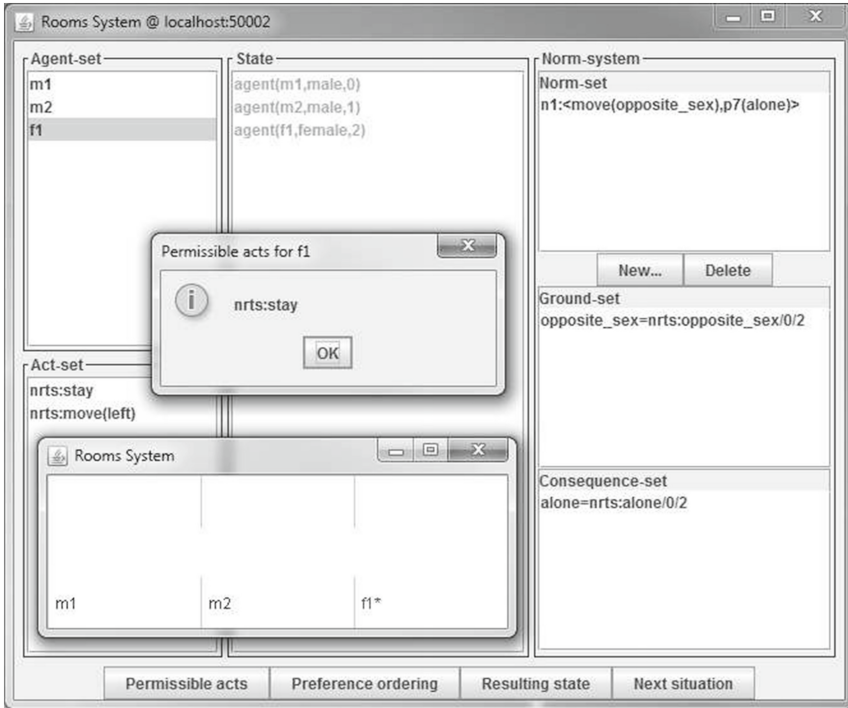 Rooms System @ localhost:50002
Agent-set
m1
m2
f1
State
agent(m1,male,0)
agent(m2,male,1)
agent(f1,female,2)
Norm-system
Norm-set
n1:<move(opposite_sex),p7(alone)>
New...
Delete
Ground-set
opposite_sex=nrts:opposite_sex/0/2
Consequence-set
alone=nrts:alone/0/2
Permissible acts for f1
nrts:stay
OK
Act-set
nrts:stay
nrts:move(left)
Rooms System
m1 m2 f1*
Permissible acts
Preference ordering
Resulting state
Next situation